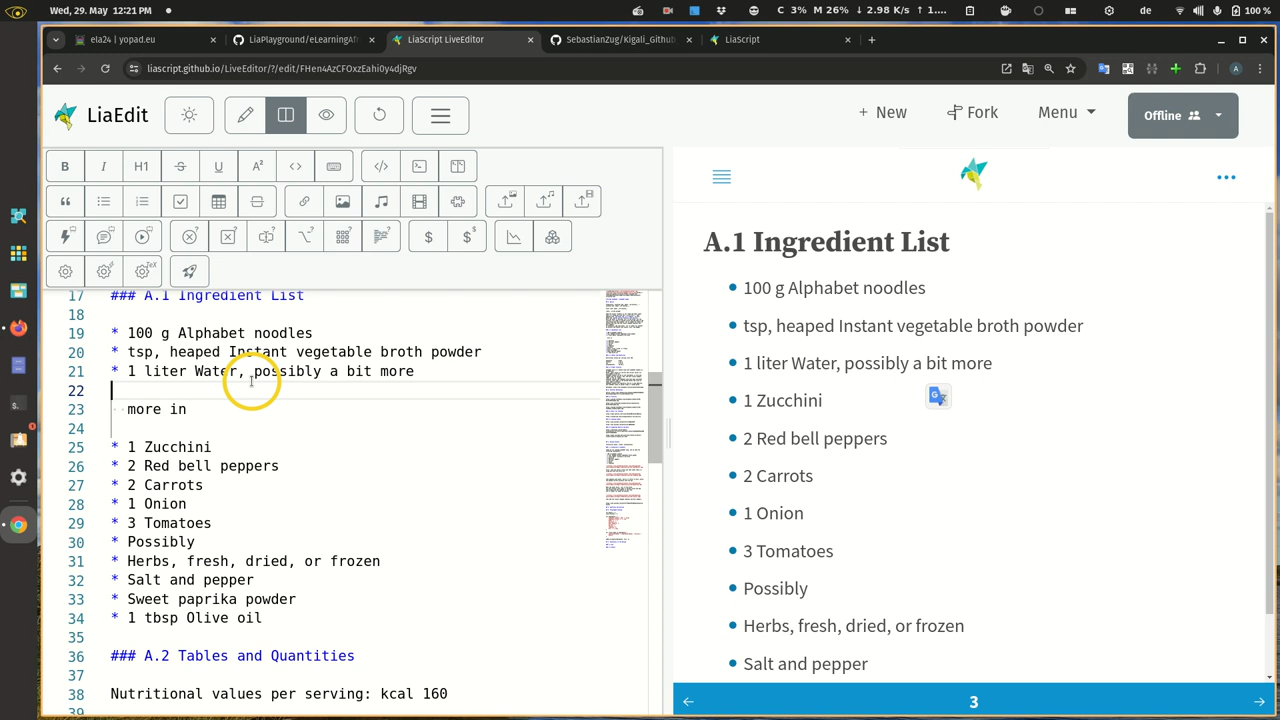 Wed, 29. May 12:21 PM
C 3% M 26% ↓ 2.98 K/s ↑ 1...
100 %
ela24 | yopad.eu
LiaPlayground/eLearningAfr
LiaScript LiveEditor
SebastianZug/Kigali_Github
LiaScript
liascript.github.io/LiveEditor/?/edit/FHen4AzCFOxzEahi0y4djRgv
A
LiaEdit
+ New
Fork
Menu
Offline
B I H1 S U A²
$ $
17 ### A.1 Ingredient List
18
19 * 100 g Alphabet noodles
20 * tsp, heaped Instant vegetable broth powder
21 * 1 liter Water, possibly a bit more
22
23 more
25 * 1 Zucchini
26 * 2 Red bell peppers
27 * 2 Carrots
28 * 1 Onion
29 * 3 Tomatoes
30 * Possibly
31 * Herbs, fresh, dried, or frozen
32 * Salt and pepper
33 * Sweet paprika powder
34 * 1 tbsp Olive oil
35
36 ### A.2 Tables and Quantities
37
38 Nutritional values per serving: kcal 160
39
A.1 Ingredient List
100 g Alphabet noodles
tsp, heaped Instant vegetable broth powder
1 liter Water, possibly a bit more
1 Zucchini
2 Red bell peppers
2 Carrots
1 Onion
3 Tomatoes
Possibly
Herbs, fresh, dried, or frozen
Salt and pepper
3